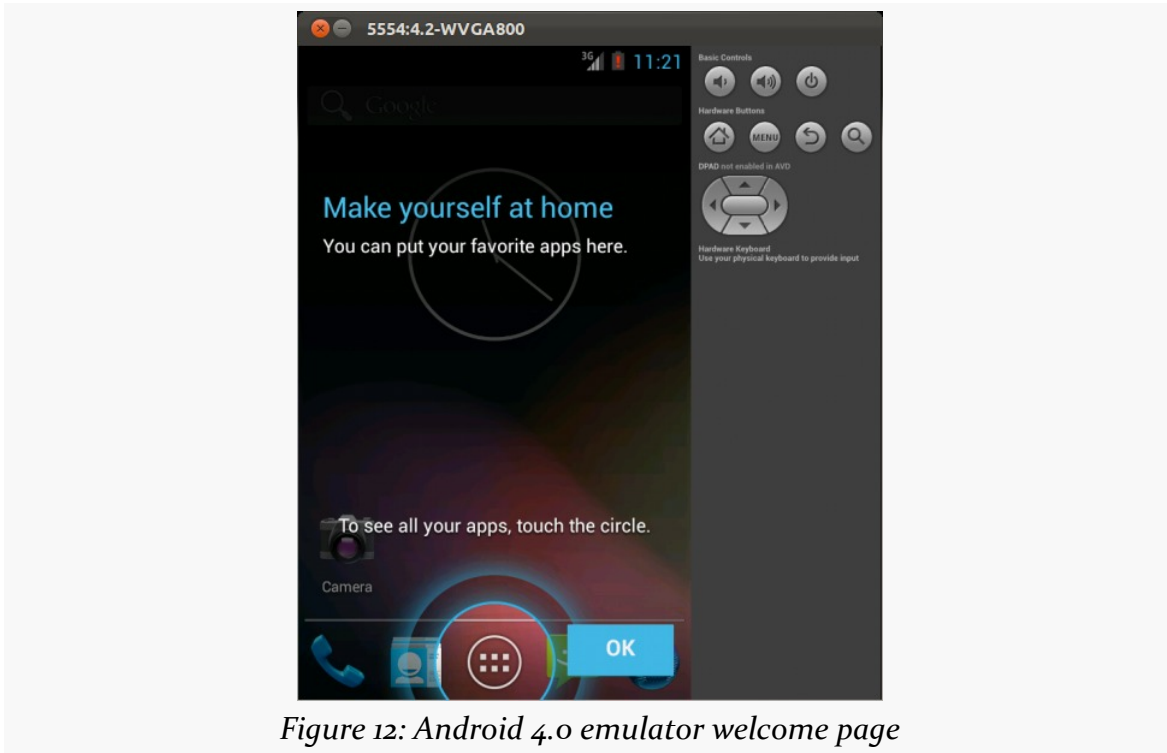 5554:4.2-WVGA800
3G 11:21
Google
Make yourself at home
You can put your favorite apps here.
To see all your apps, touch the circle.
Camera
OK
Basic Controls
Hardware Buttons
MENU
DPAD not enabled in AVD
Hardware Keyboard
Use your physical keyboard to provide input
Figure 12: Android 4.0 emulator welcome page